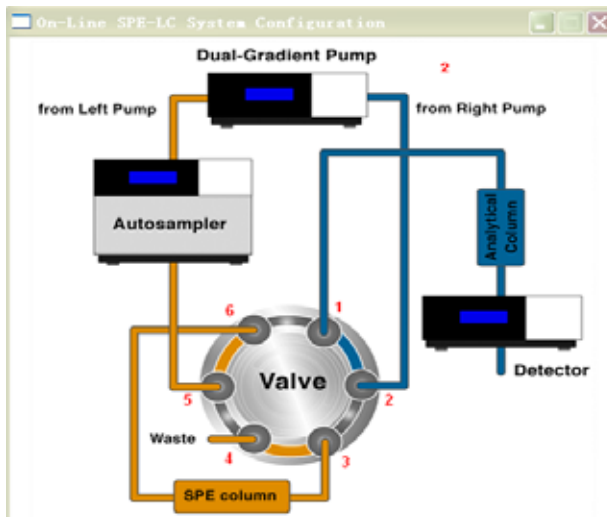 On-Line SPE-LC System Configuration
Dual-Gradient Pump
2
from Left Pump
from Right Pump
Autosampler
Analytical
Column
6
1
Valve
Detector
5
2
Waste
4
3
SPE column